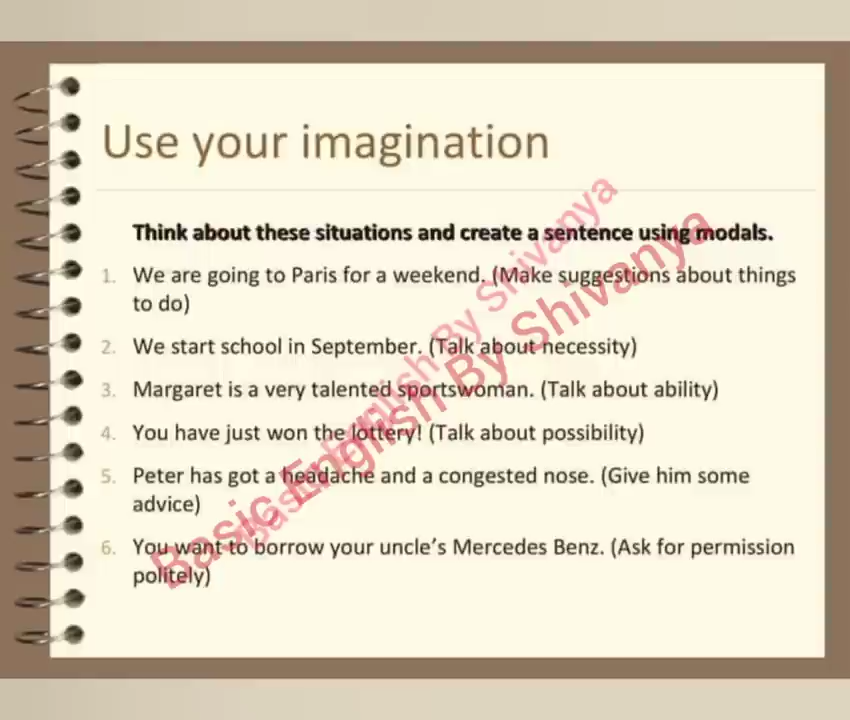 Use your imagination
Think about these situations and create a sentence using modals.
1. We are going to Paris for a weekend. (Make suggestions about things
to do)
2. We start school in September. (Talk about necessity)
3. Margaret is a very talented sportswoman. (Talk about ability)
4. You have just won the lottery! (Talk about possibility)
5. Peter has got a headache and a congested nose. (Give him some
advice)
6. You want to borrow your uncle's Mercedes Benz. (Ask for permission
politely)
Basic English By Shivanya
Basic English By Shivanya